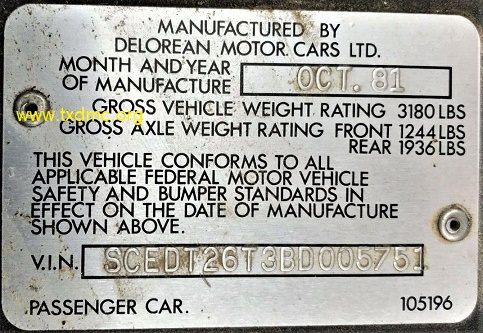 MANUFACTURED BY
DELOREAN MOTOR CARS LTD.
MONTH AND YEAR
OF MANUFACTURE OCT. 81
GROSS VEHICLE WEIGHT RATING 3180 LBS
www.txdmc.org
GROSS AXLE WEIGHT RATING FRONT 1244 LBS
REAR 1936 LBS
THIS VEHICLE CONFORMS TO ALL
APPLICABLE FEDERAL MOTOR VEHICLE
SAFETY AND BUMPER STANDARDS IN
EFFECT ON THE DATE OF MANUFACTURE
SHOWN ABOVE.
V.I.N. SCEDT26T3BD005751
PASSENGER CAR. 105196